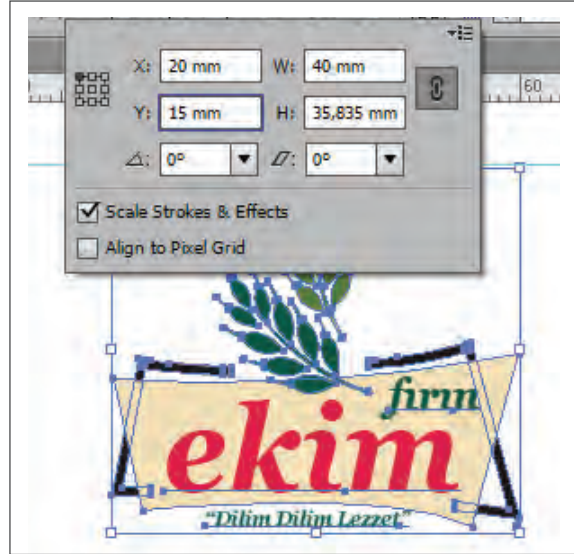 X: 20 mm W: 40 mm
60
Y: 15 mm H: 35,835 mm
0° 0°
Scale Strokes & Effects
Align to Pixel Grid
fırın
ekim
“Dilim Dilim Lezzet”